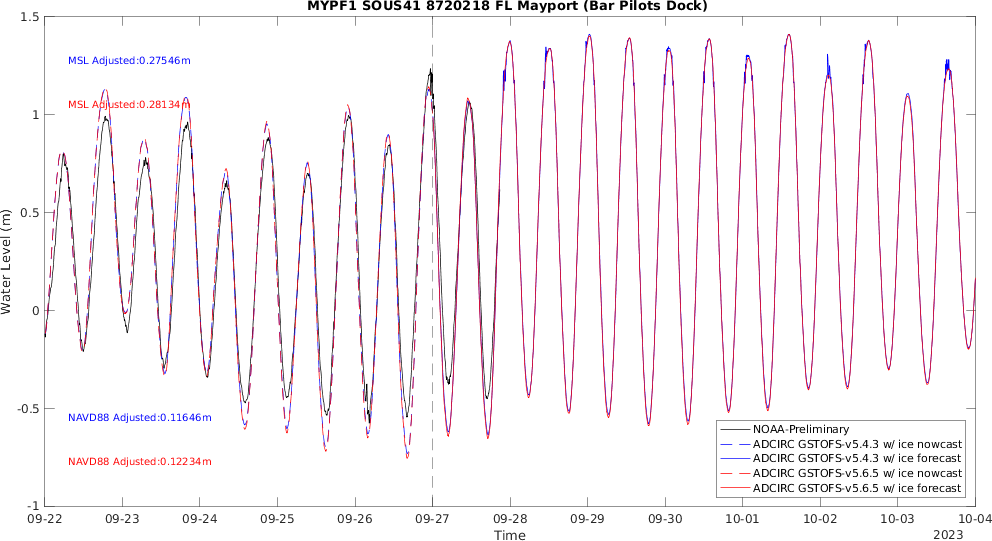 MYPF1 SOUS41 8720218 FL Mayport (Bar Pilots Dock)
1.5
MSL Adjusted:0.27546m
MSL Adjusted:0.28134m
1
0.5
Water Level (m)
0
-0.5
NAVD88 Adjusted:0.11646m
NAVD88 Adjusted:0.12234m
NOAA-Preliminary
ADCIRC GSTOFS-v5.4.3 w/ ice nowcast
ADCIRC GSTOFS-v5.4.3 w/ ice forecast
ADCIRC GSTOFS-v5.6.5 w/ ice nowcast
ADCIRC GSTOFS-v5.6.5 w/ ice forecast
-1
09-22 09-23 09-24 09-25 09-26 09-27 09-28 09-29 09-30 10-01 10-02 10-03 10-04
Time
2023